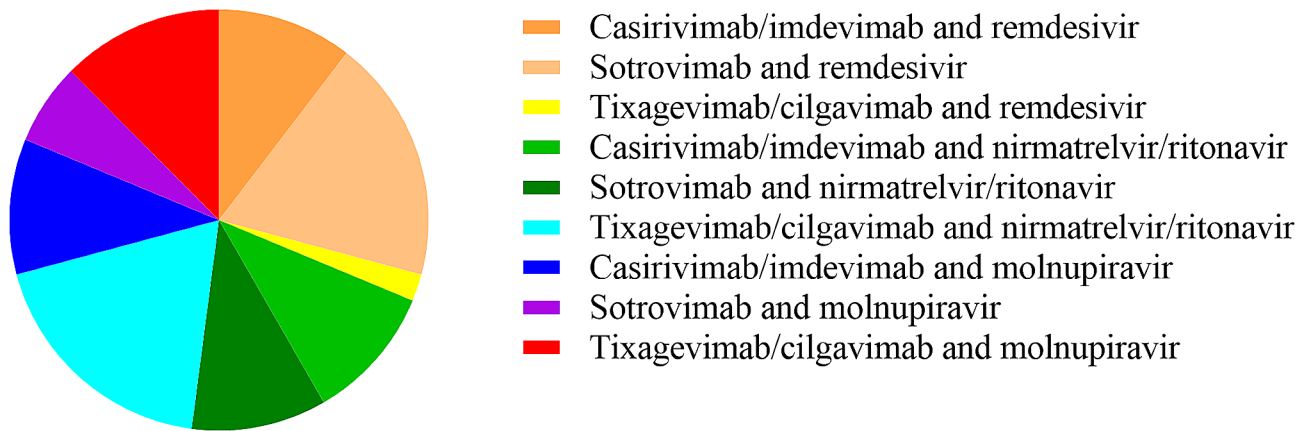 Casirivimab/imdevimab and remdesivir
Sotrovimab and remdesivir
Tixagevimab/cilgavimab and remdesivir
Casirivimab/imdevimab and nirmatrelvir/ritonavir
Sotrovimab and nirmatrelvir/ritonavir
Tixagevimab/cilgavimab and nirmatrelvir/ritonavir
Casirivimab/imdevimab and molnupiravir
Sotrovimab and molnupiravir
Tixagevimab/cilgavimab and molnupiravir